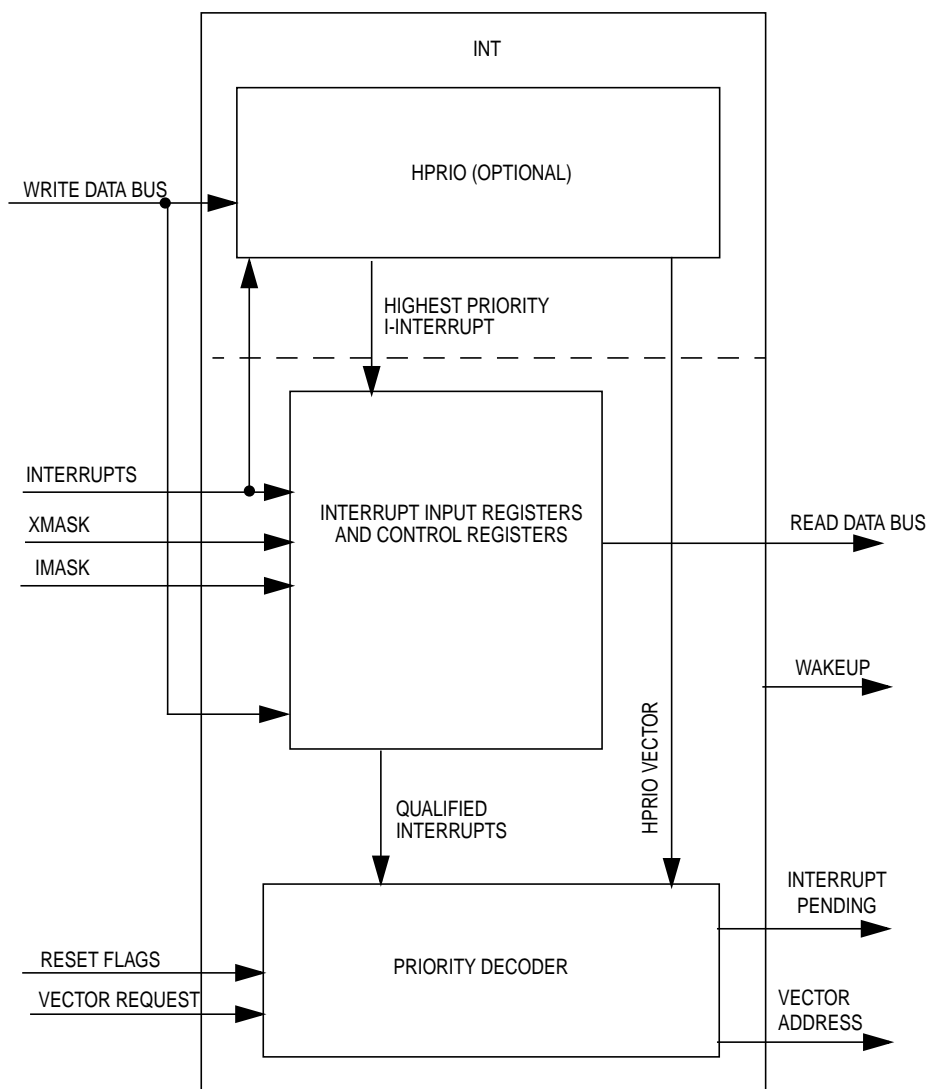 INT
HPRIO (OPTIONAL)
WRITE DATA BUS
HIGHEST PRIORITY
I-INTERRUPT
INTERRUPTS
XMASK
IMASK
INTERRUPT INPUT REGISTERS
AND CONTROL REGISTERS
READ DATA BUS
WAKEUP
HPRIO VECTOR
QUALIFIED
INTERRUPTS
INTERRUPT
PENDING
RESET FLAGS
VECTOR REQUEST
PRIORITY DECODER
VECTOR
ADDRESS